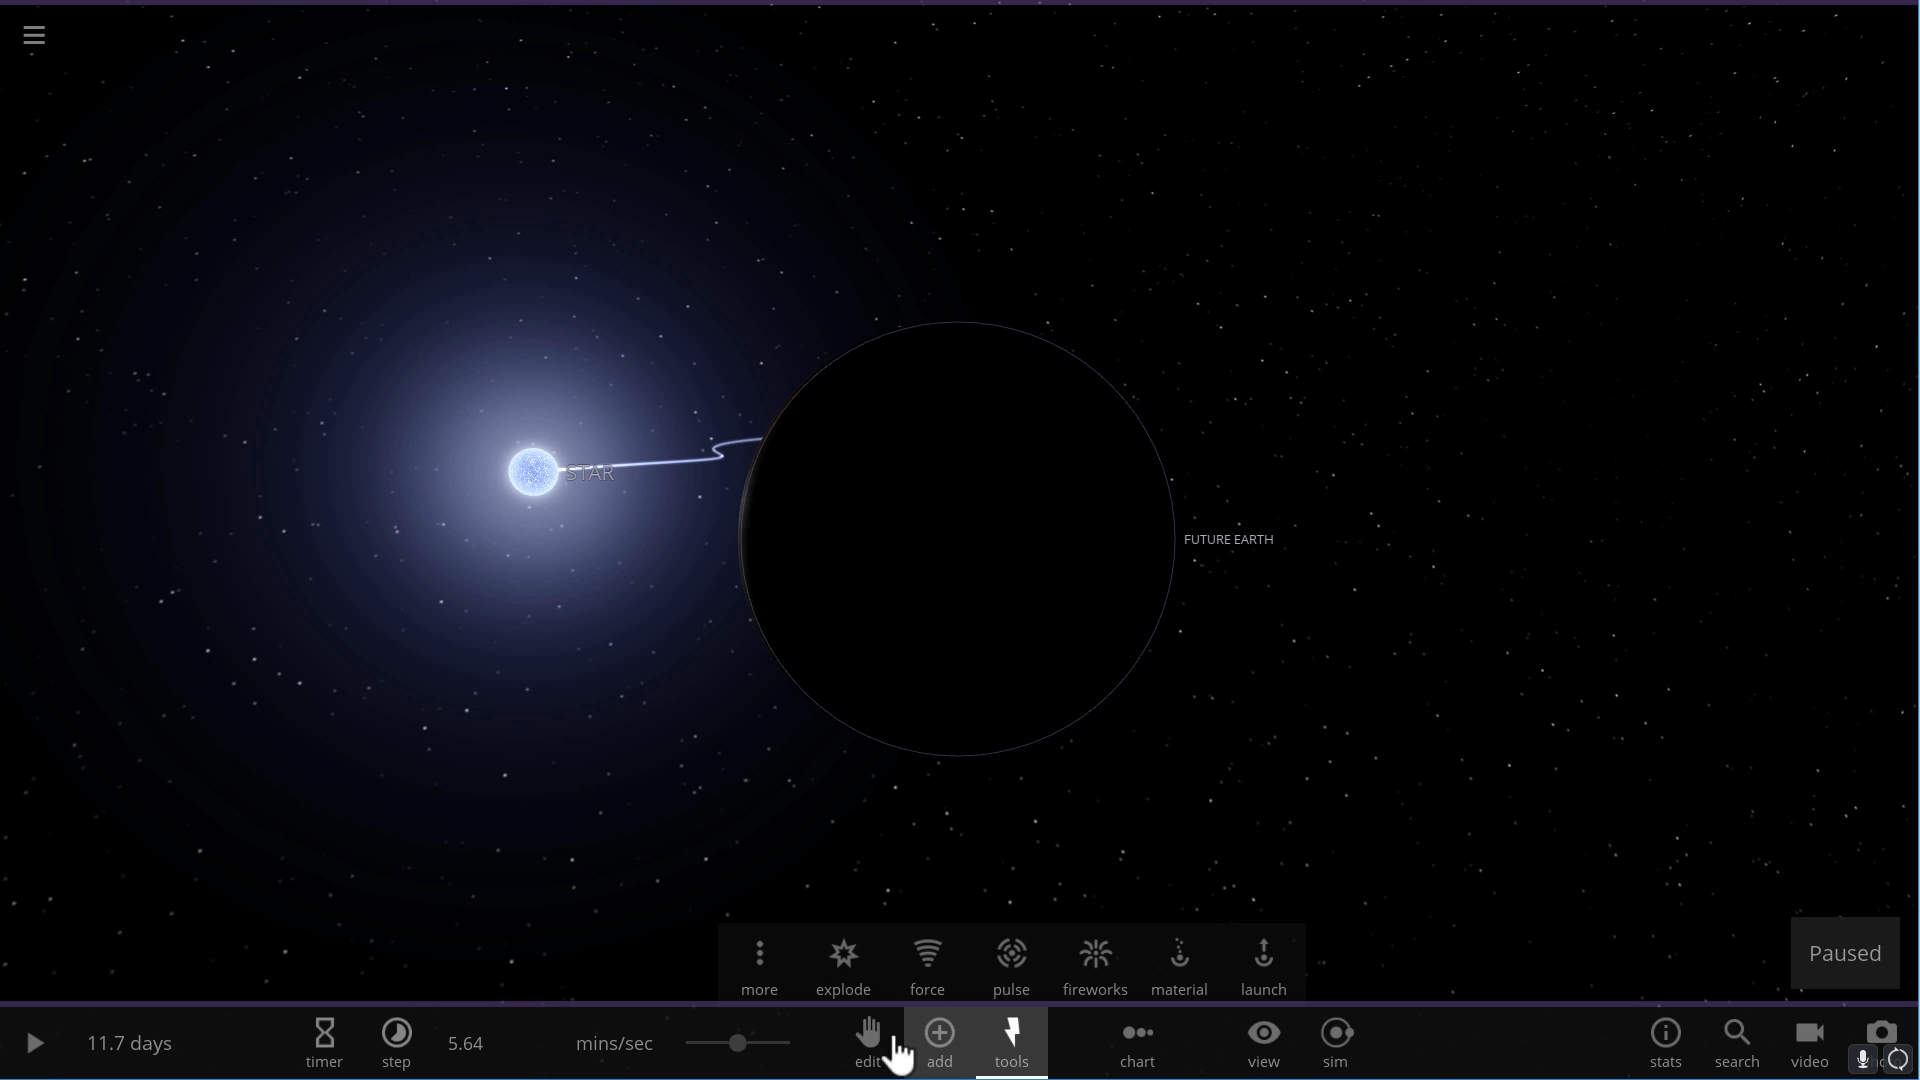 STAR
FUTURE EARTH
more explode force pulse fireworks material launch
Paused
11.7 days timer step 5.64 mins/sec edit add tools chart view sim stats search video